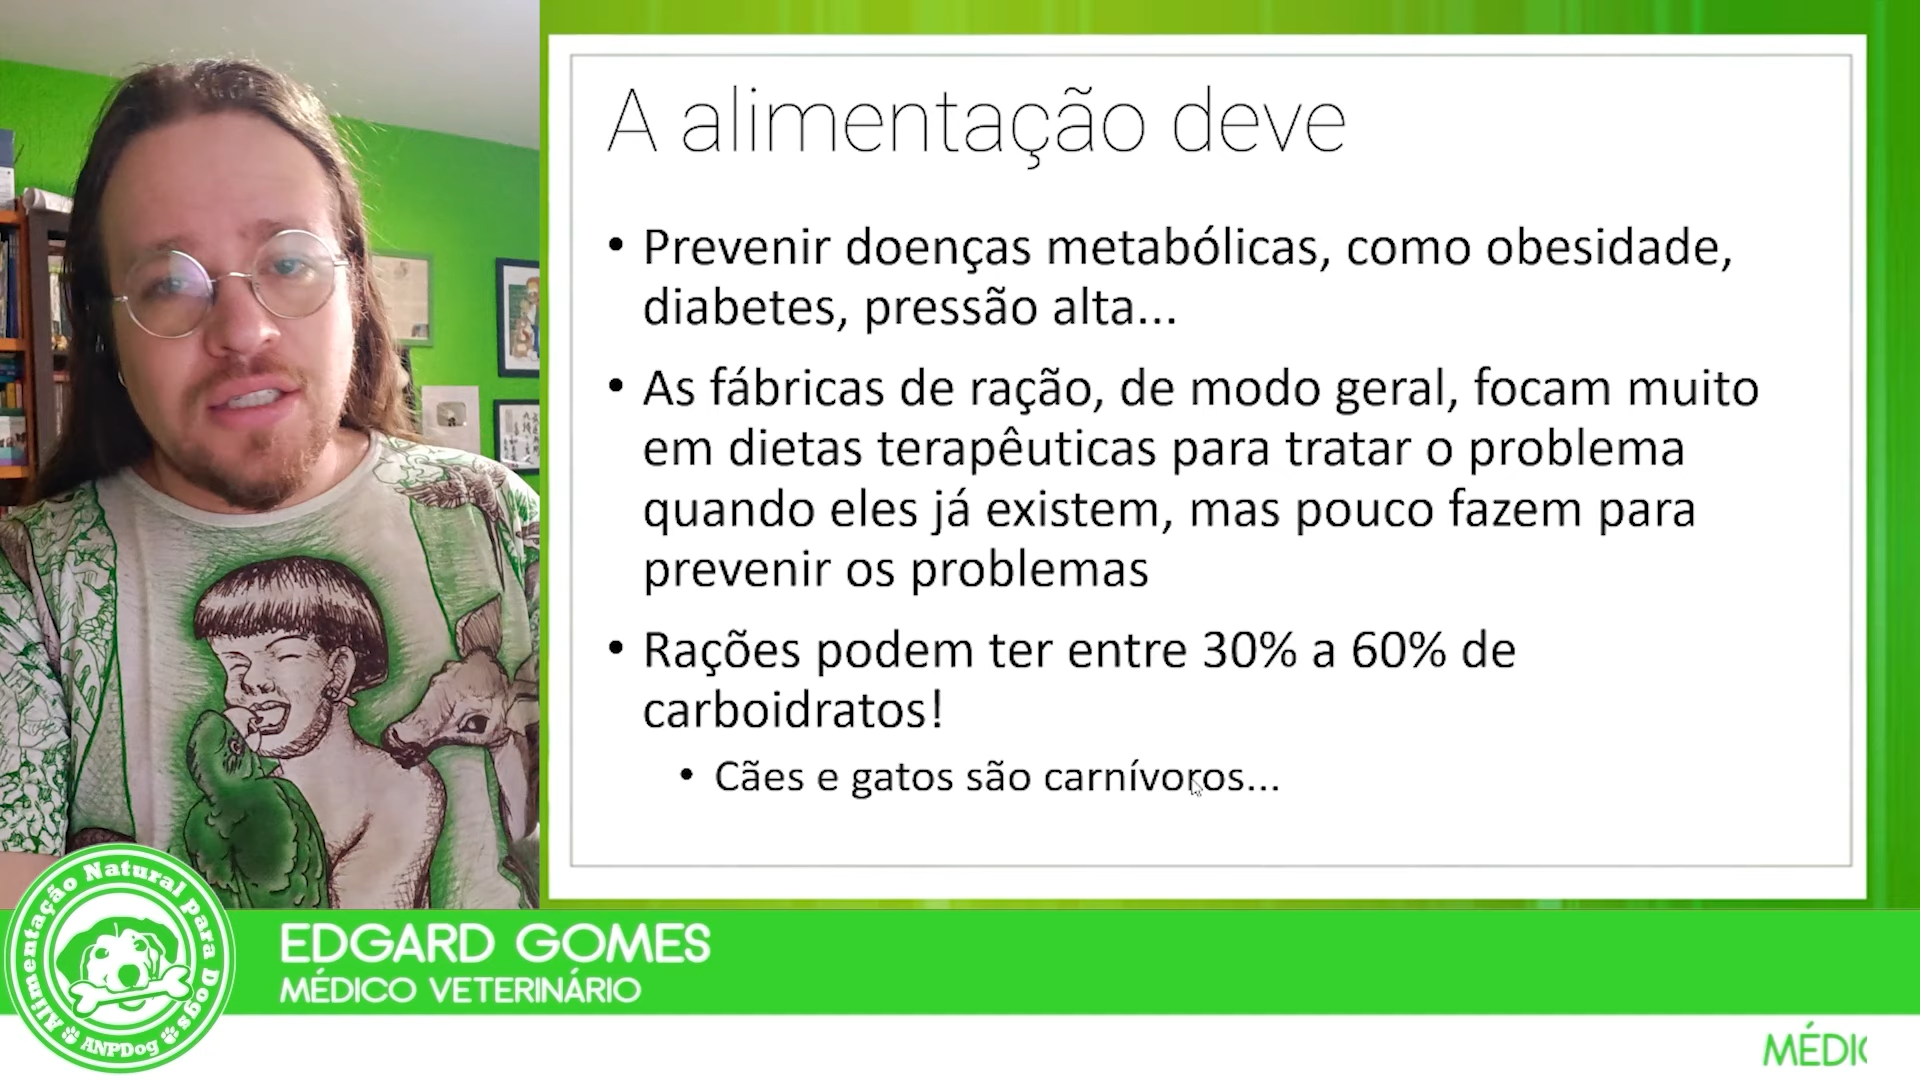 A alimentação deve
• Prevenir doenças metabólicas, como obesidade,
diabetes, pressão alta...
• As fábricas de ração, de modo geral, focam muito
em dietas terapêuticas para tratar o problema
quando eles já existem, mas pouco fazem para
prevenir os problemas
• Rações podem ter entre 30% a 60% de
carboidratos!
• Cães e gatos são carnívoros...
Alimentação Natural para Dogs
ANPDog
EDGARD GOMES
MÉDICO VETERINÁRIO
MÉDIC